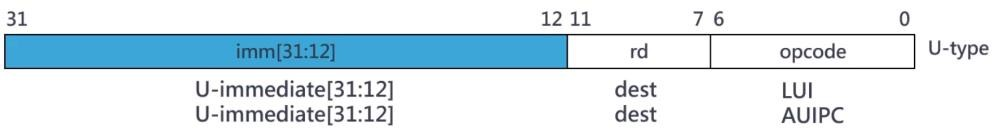 31 12 11 7 6 0
imm[31:12] rd opcode U-type
U-immediate[31:12] dest LUI
U-immediate[31:12] dest AUIPC